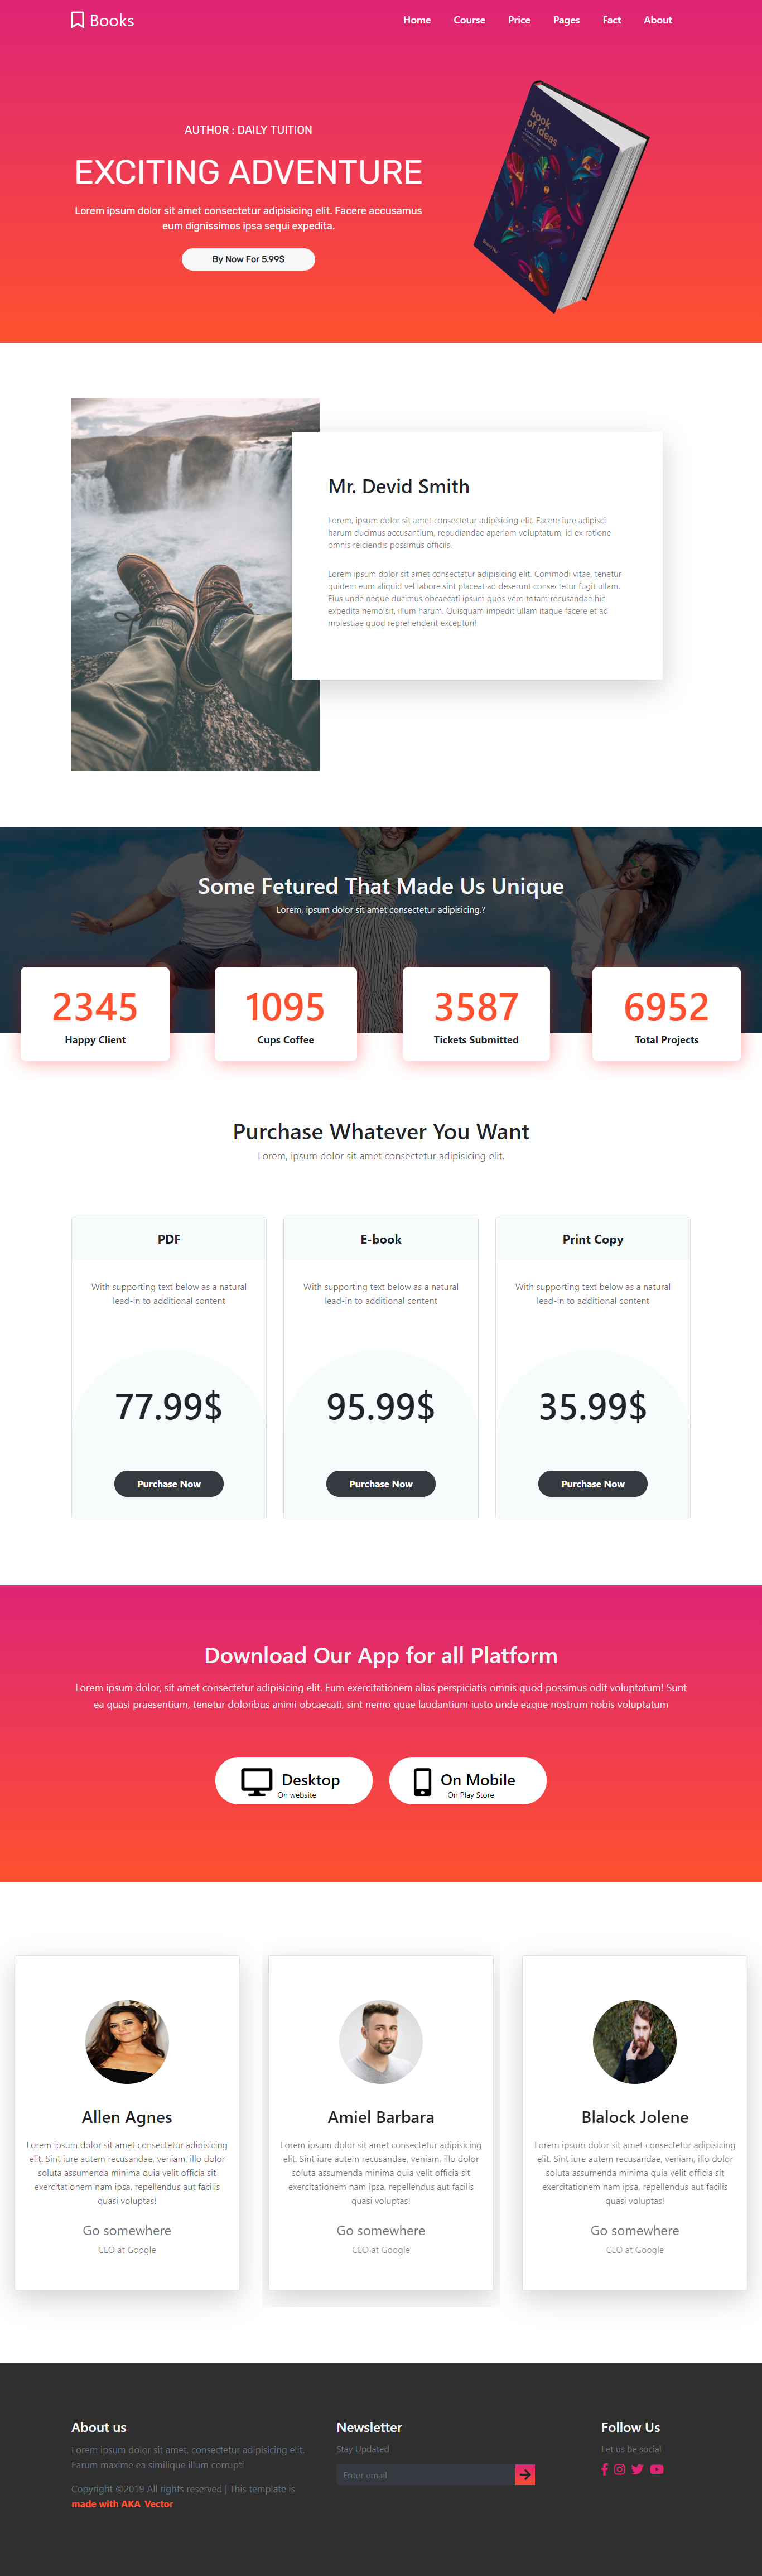 Books
Home Course Price Pages Fact About
AUTHOR : DAILY TUITION
EXCITING ADVENTURE
Lorem ipsum dolor sit amet consectetur adipisicing elit. Facere accusamus
eum dignissimos ipsa sequi expedita.
By Now For 5.99$
book
of ideas
Mr. Devid Smith
Lorem, ipsum dolor sit amet consectetur adipisicing elit. Facere iure adipisci
harum ducimus accusantium, repudiandae aperiam voluptatum, id ex ratione
omnis reiciendis possimus officiis.
Lorem ipsum dolor sit amet consectetur adipisicing elit. Commodi vitae, tenetur
quidem eum aliquid vel labore sint placeat ad deserunt consectetur fugit ullam.
Eius unde neque ducimus obcaecati ipsum quos vero totam recusandae hic
expedita nemo sit, illum harum. Quisquam impedit ullam itaque facere et ad
molestiae quod reprehenderit excepturi!
Some Fetured That Made Us Unique
Lorem, ipsum dolor sit amet consectetur adipisicing.?
2345
Happy Client
1095
Cups Coffee
3587
Tickets Submitted
6952
Total Projects
Purchase Whatever You Want
Lorem, ipsum dolor sit amet consectetur adipisicing elit.
PDF
With supporting text below as a natural
lead-in to additional content
77.99$
Purchase Now
E-book
With supporting text below as a natural
lead-in to additional content
95.99$
Purchase Now
Print Copy
With supporting text below as a natural
lead-in to additional content
35.99$
Purchase Now
Download Our App for all Platform
Lorem ipsum dolor, sit amet consectetur adipisicing elit. Eum exercitationem alias perspiciatis omnis quod possimus odit voluptatum! Sunt
ea quasi praesentium, tenetur doloribus animi obcaecati, sint nemo quae laudantium iusto unde eaque nostrum nobis voluptatum
Desktop
On website
On Mobile
On Play Store
Allen Agnes
Lorem ipsum dolor sit amet consectetur adipisicing
elit. Sint iure autem recusandae, veniam, illo dolor
soluta assumenda minima quia velit officia sit
exercitationem nam ipsa, repellendus aut facilis
quasi voluptas!
Go somewhere
CEO at Google
Amiel Barbara
Lorem ipsum dolor sit amet consectetur adipisicing
elit. Sint iure autem recusandae, veniam, illo dolor
soluta assumenda minima quia velit officia sit
exercitationem nam ipsa, repellendus aut facilis
quasi voluptas!
Go somewhere
CEO at Google
Blalock Jolene
Lorem ipsum dolor sit amet consectetur adipisicing
elit. Sint iure autem recusandae, veniam, illo dolor
soluta assumenda minima quia velit officia sit
exercitationem nam ipsa, repellendus aut facilis
quasi voluptas!
Go somewhere
CEO at Google
About us
Lorem ipsum dolor sit amet, consectetur adipisicing elit.
Earum maxime ea similique illum corrupti
Copyright ©2019 All rights reserved | This template is
made with AKA_Vector
Newsletter
Stay Updated
Enter email
Follow Us
Let us be social